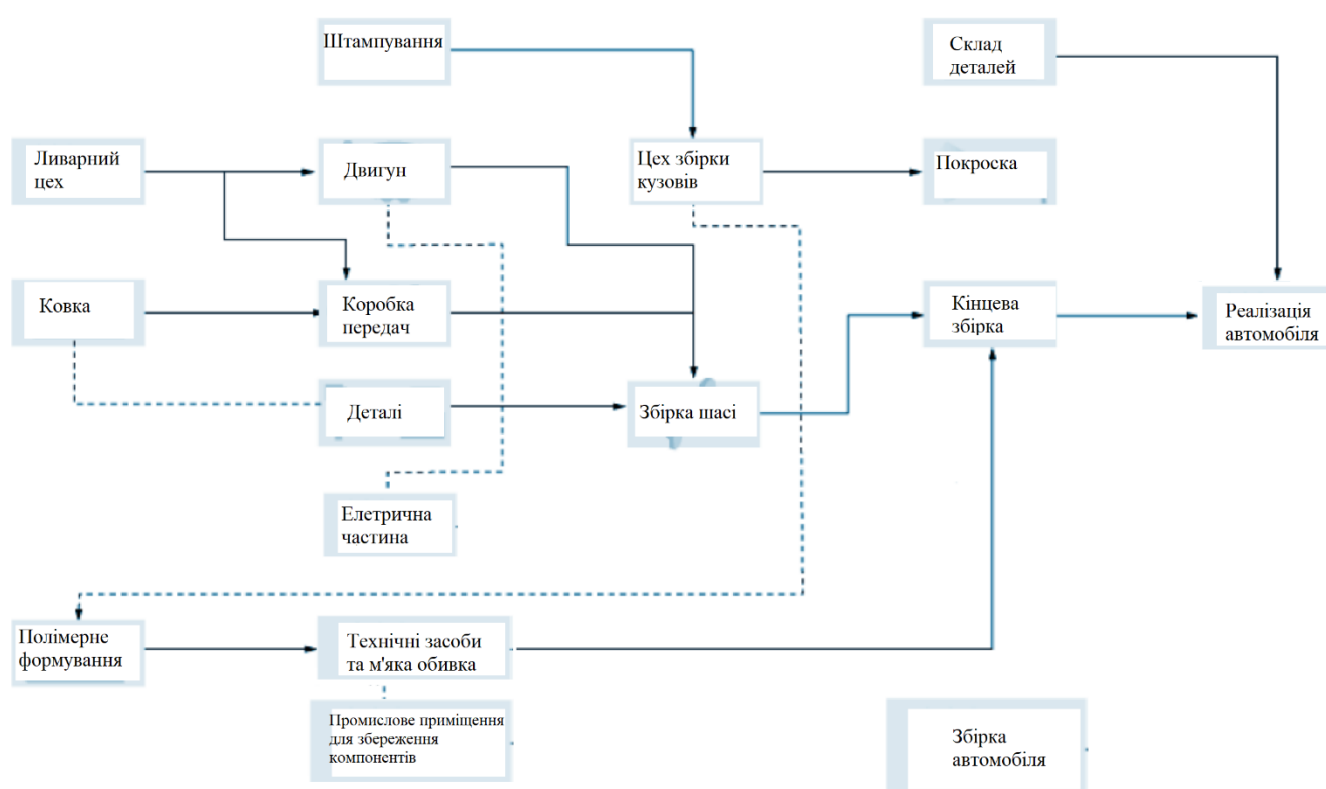 Штампування
Склад
деталей
Ливарний
цех
Двигун
Цех збірки
кузовів
Покроска
Ковка
Коробка
передач
Кінцева
збірка
Реалізація
автомобіля
Деталі
Збірка шасі
Елетрична
частина
Полімерне
формування
Технічні засоби
та м'яка обивка
Промислове приміщення
для збереження
компонентів
Збірка
автомобіля